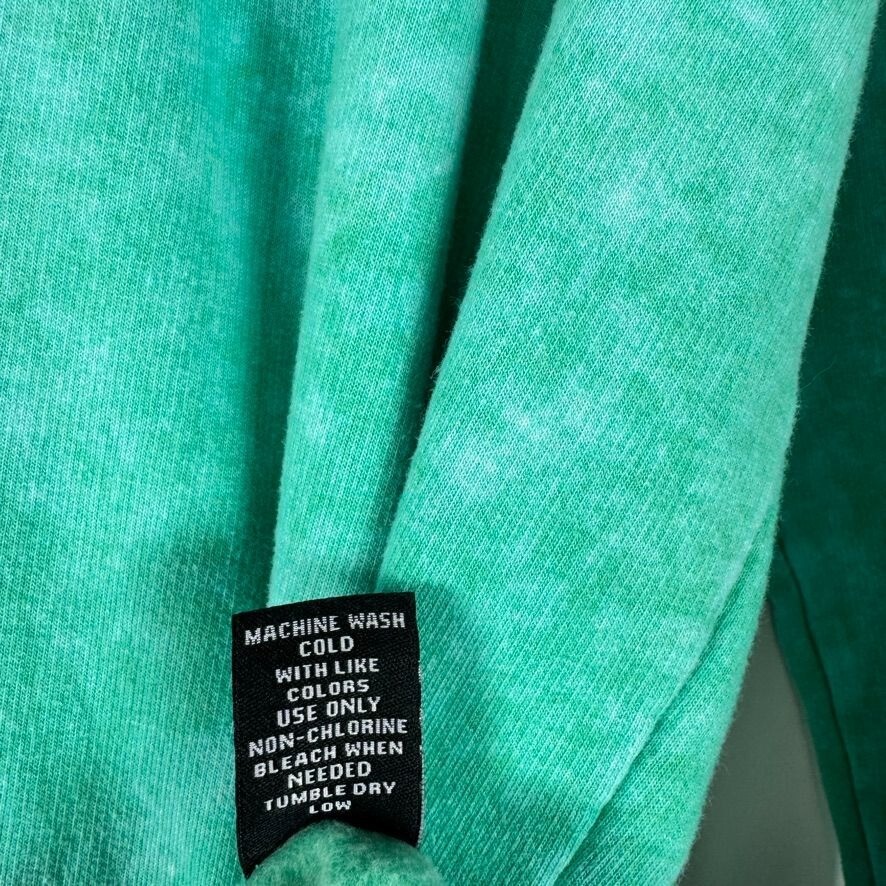 MACHINE WASH
COLD
WITH LIKE
COLORS
USE ONLY
NON-CHLORINE
BLEACH WHEN
NEEDED
TUMBLE DRY
LOW